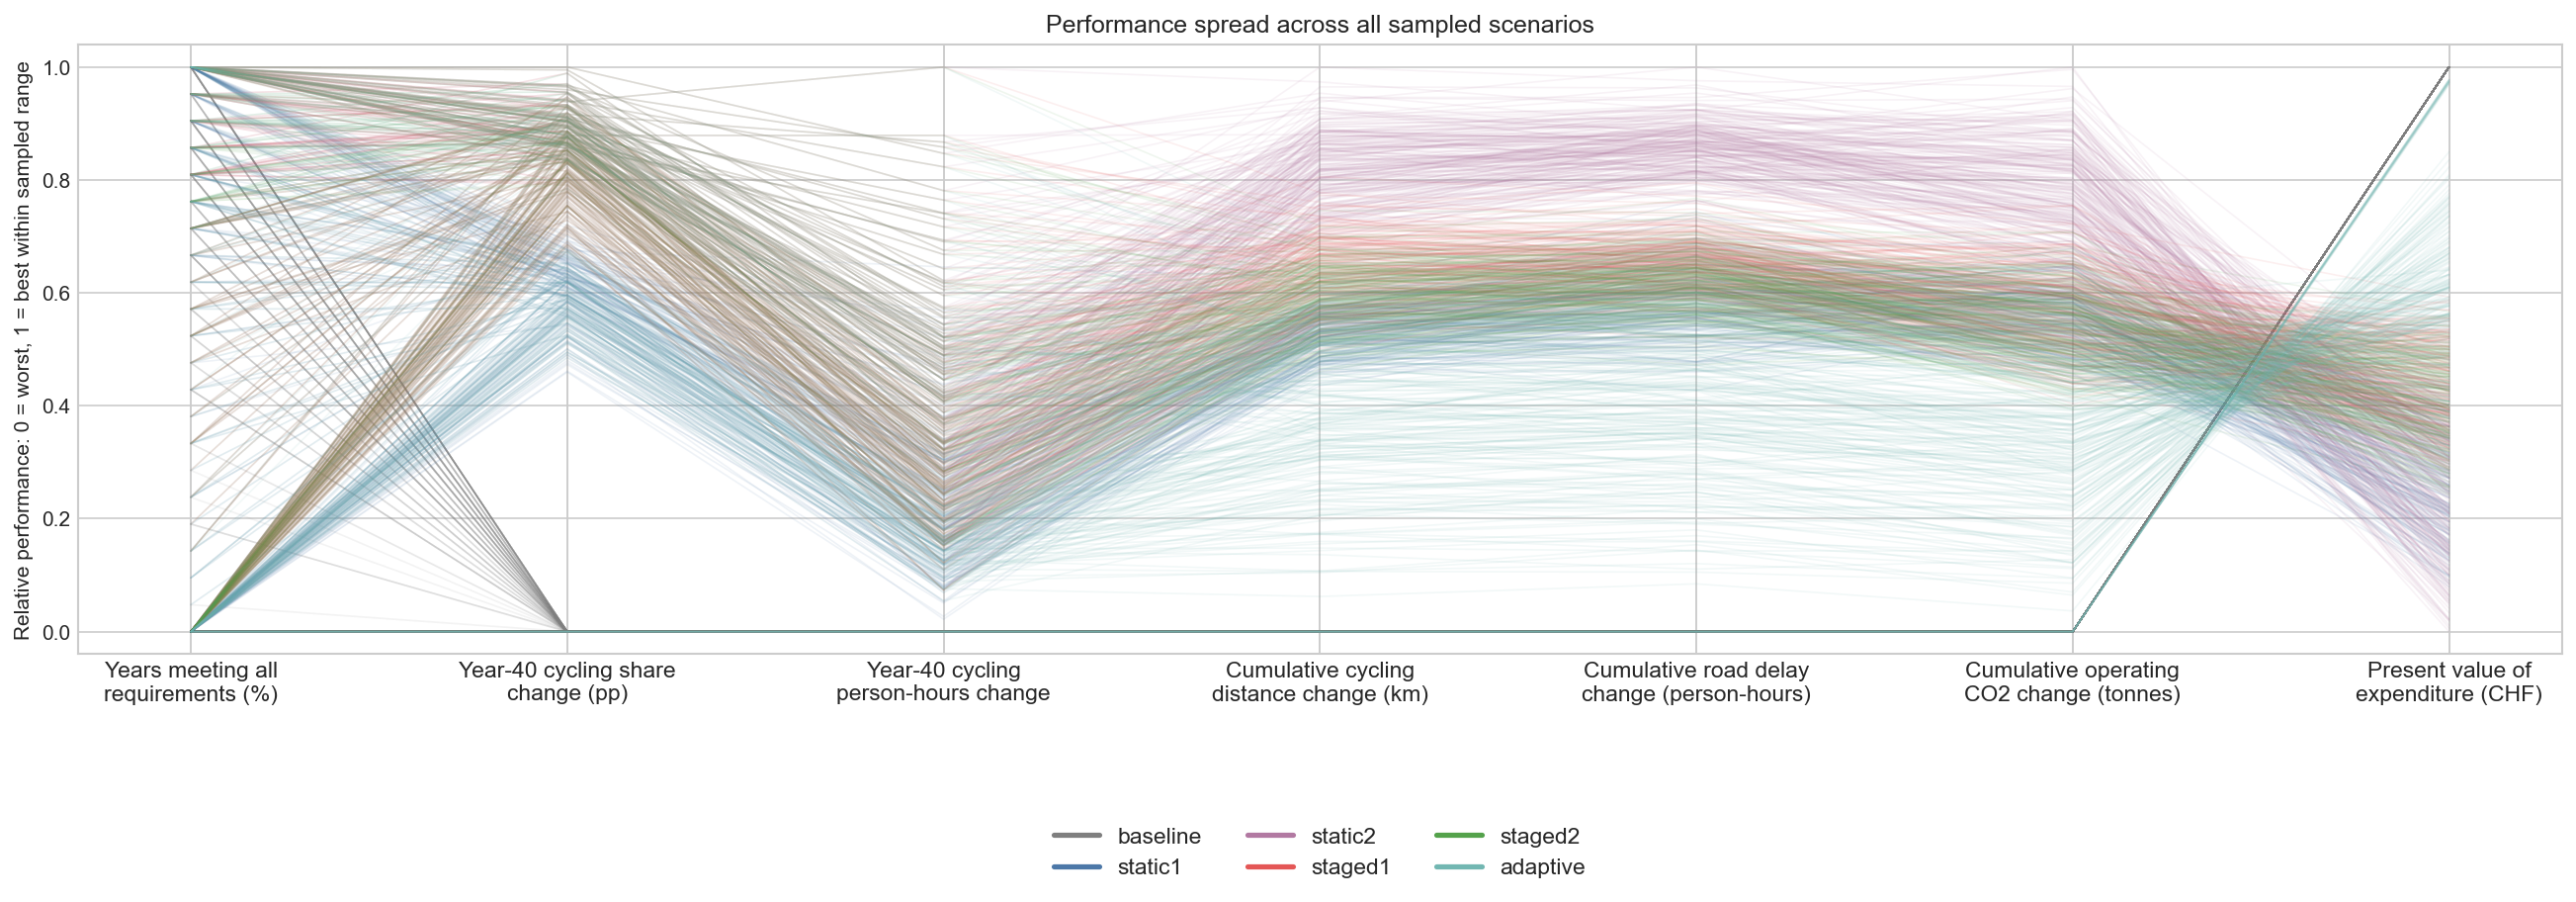 Performance spread across all sampled scenarios
Relative performance: 0 = worst, 1 = best within sampled range
1.0
0.8
0.6
0.4
0.2
0.0
Years meeting all
requirements (%)
Year-40 cycling share
change (pp)
Year-40 cycling
person-hours change
Cumulative cycling
distance change (km)
Cumulative road delay
change (person-hours)
Cumulative operating
CO2 change (tonnes)
Present value of
expenditure (CHF)
baseline
static1
static2
staged1
staged2
adaptive